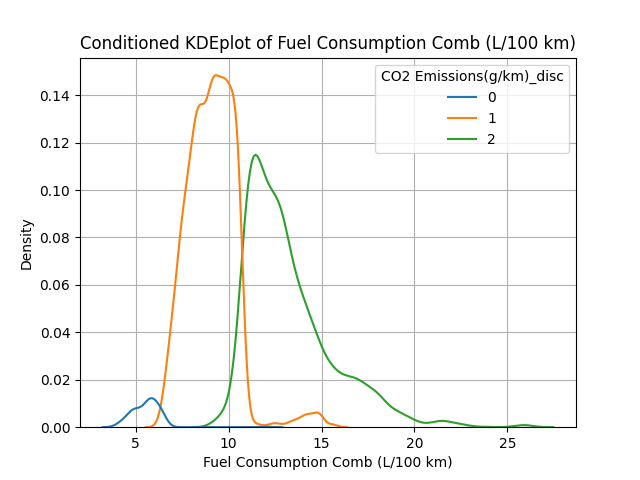 Conditioned KDEplot of Fuel Consumption Comb (L/100 km)
CO2 Emissions(g/km)_disc
0
1
2
0.14
0.12
0.10
0.08
0.06
0.04
0.02
0.00
Density
5 10 15 20 25
Fuel Consumption Comb (L/100 km)